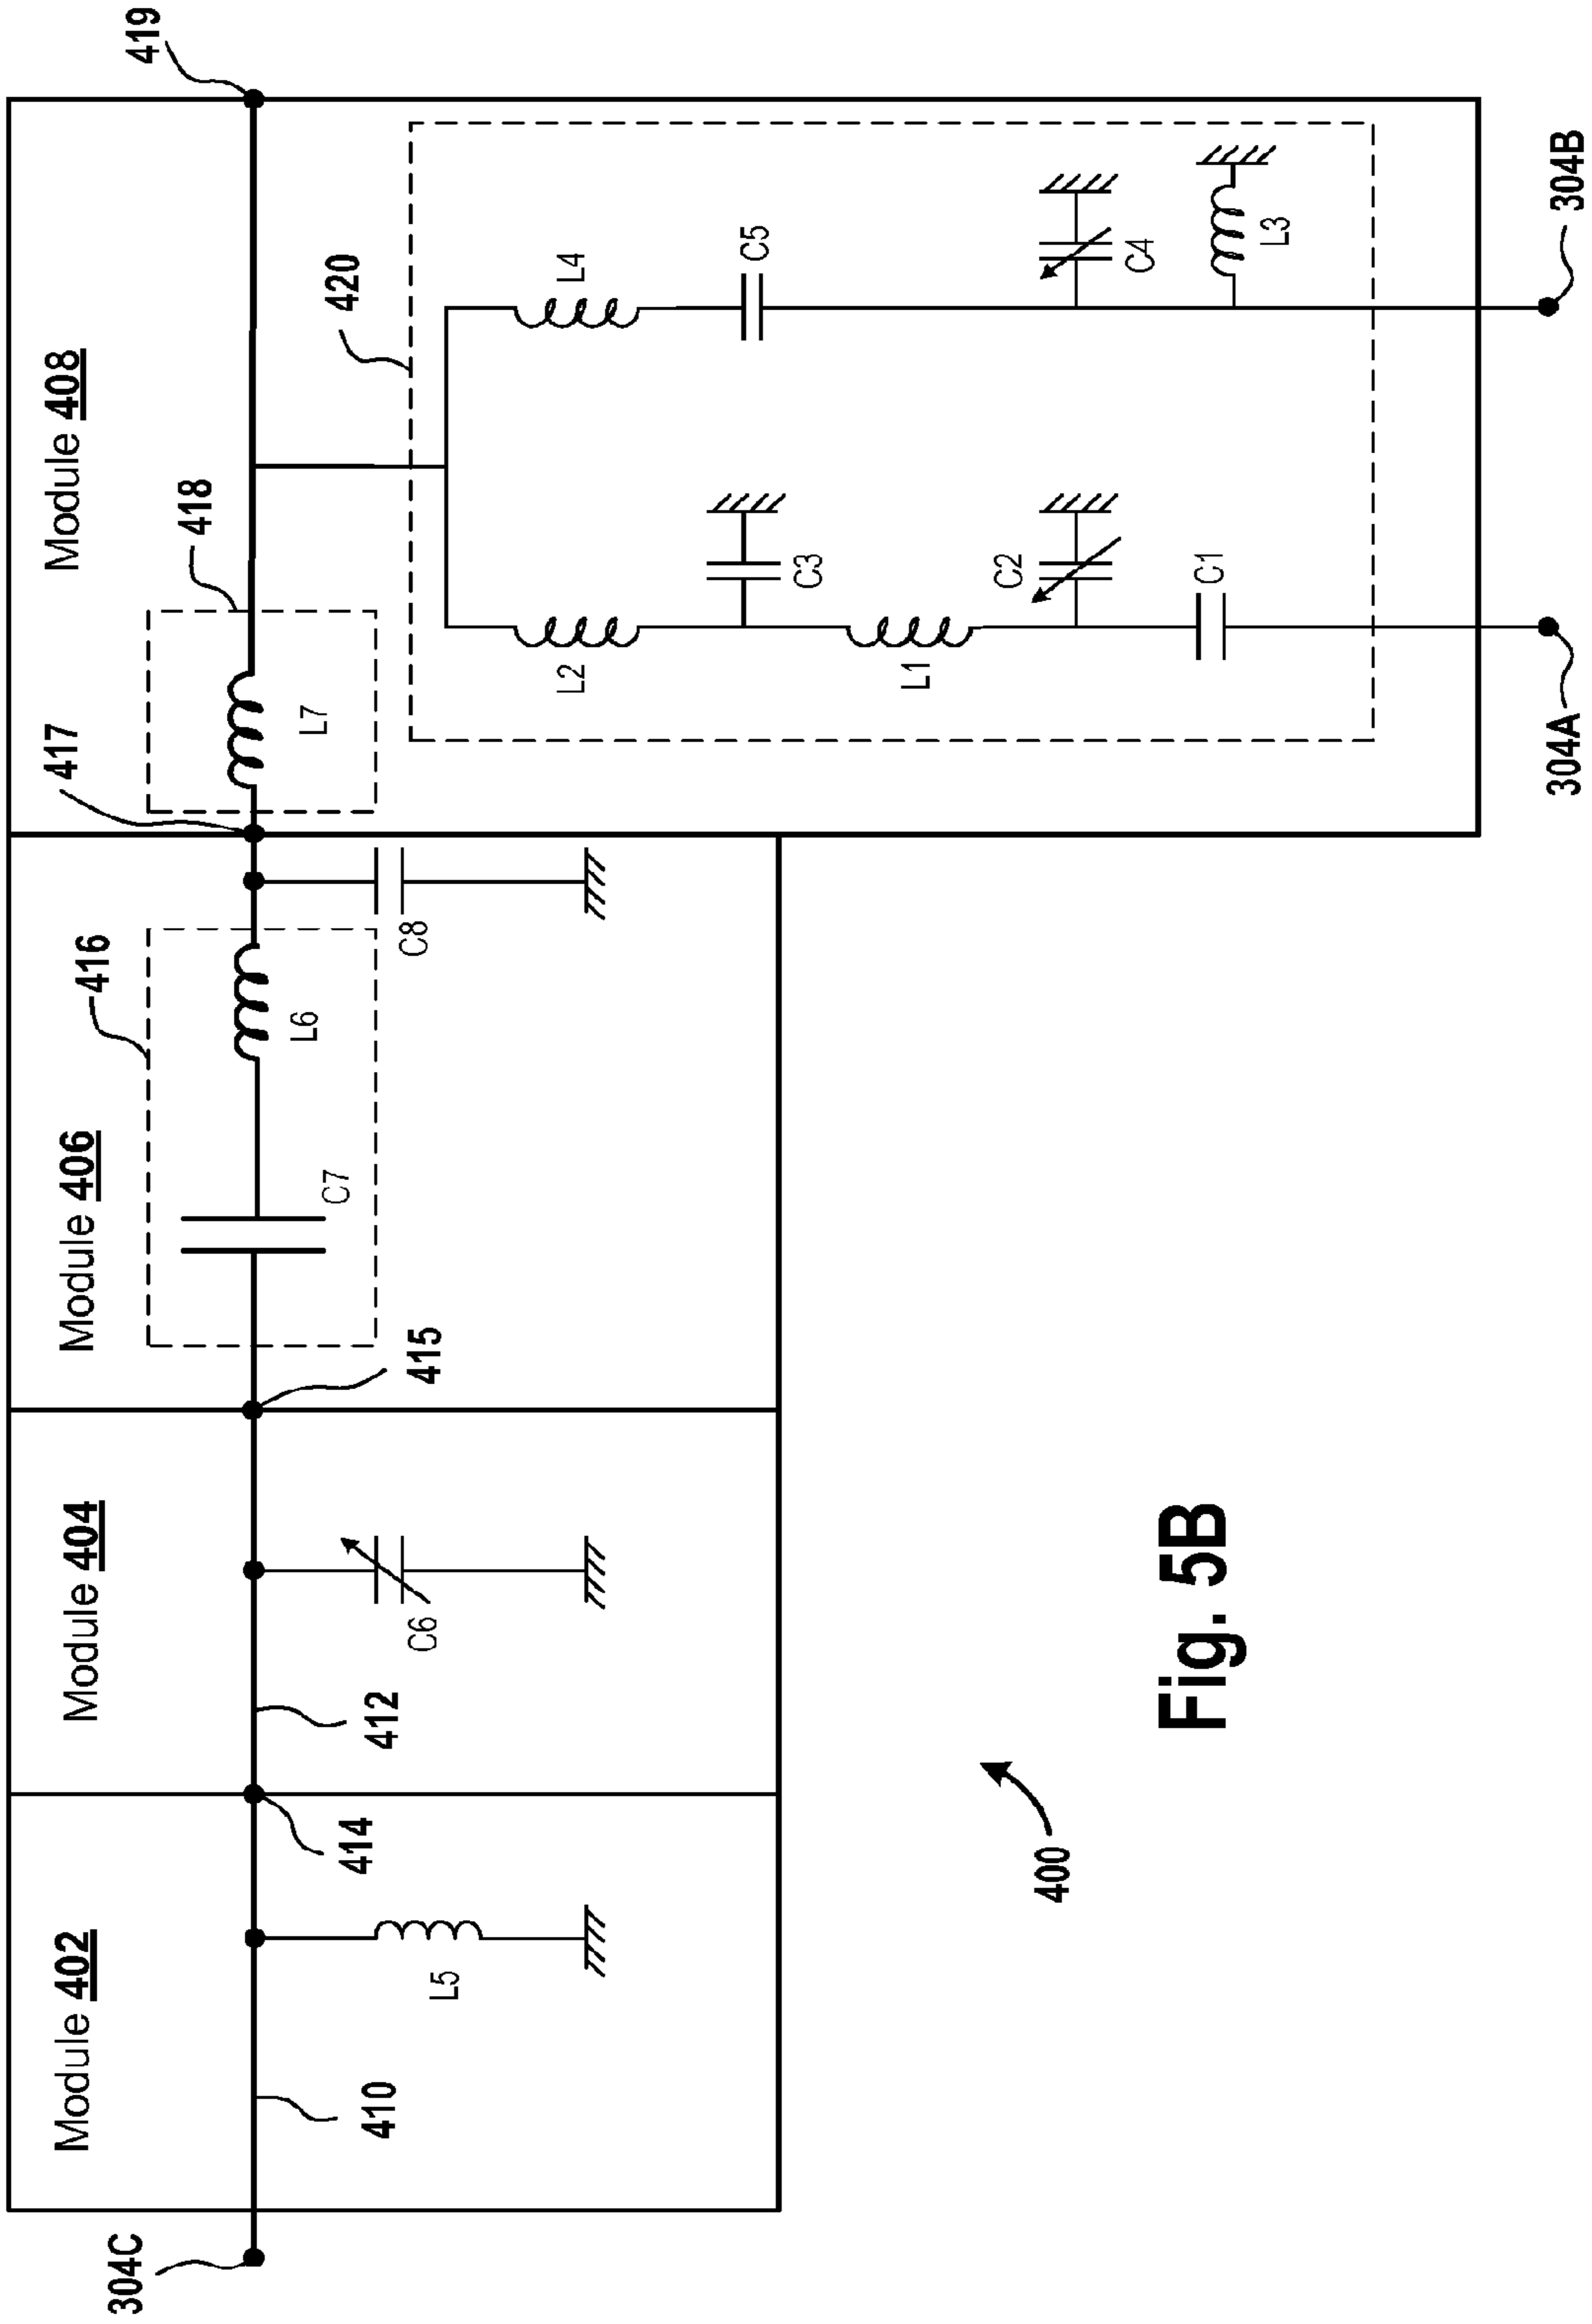 419
Module 408
418
417
420
L4
C5
C4
L3
304B
C3
C2
C1
L2
L1
L7
304A
416
Module 406
L6
C8
C7
415
Module 404
C6
412
414
Module 402
L5
410
304C
400
Fig. 5B